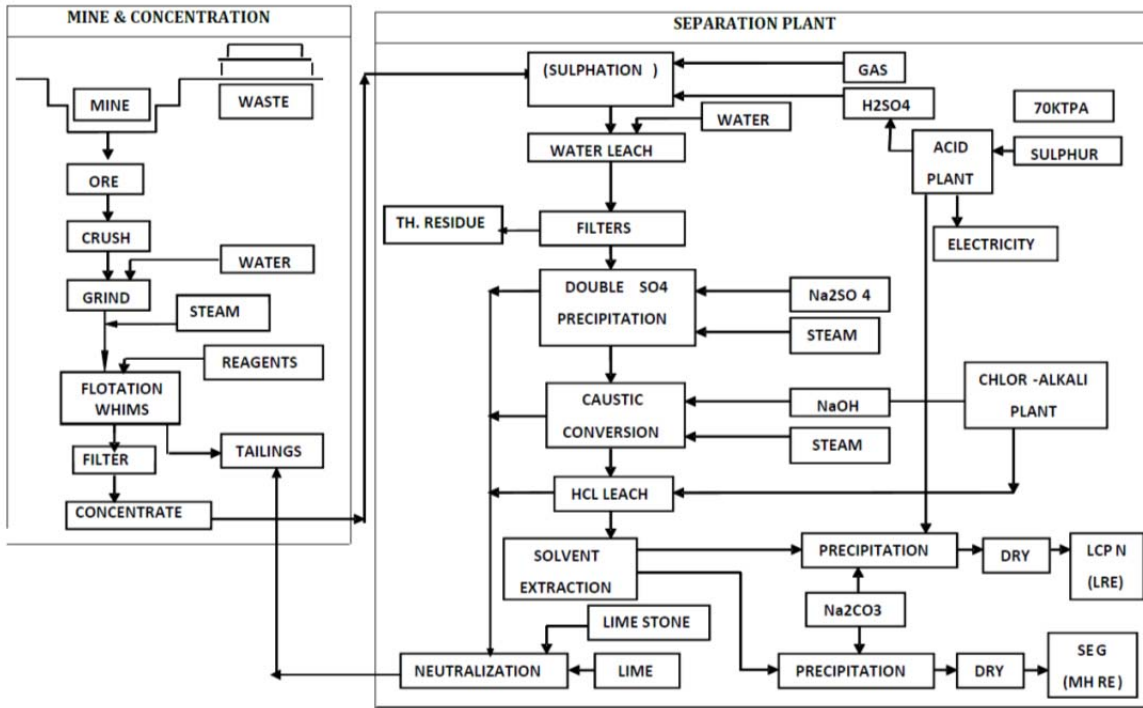 MINE & CONCENTRATION
MINE
WASTE
ORE
CRUSH
WATER
GRIND
STEAM
REAGENTS
FLOTATION
WHIMS
FILTER
TAILINGS
CONCENTRATE
SEPARATION PLANT
(SULPHATION )
GAS
H2SO4
70KTPA
WATER
WATER LEACH
ACID
PLANT
SULPHUR
TH. RESIDUE
FILTERS
ELECTRICITY
DOUBLE SO4
PRECIPITATION
Na2SO 4
STEAM
CAUSTIC
CONVERSION
NaOH
STEAM
CHLOR -ALKALI
PLANT
HCL LEACH
SOLVENT
EXTRACTION
PRECIPITATION
DRY
LCP N
(LRE)
Na2CO3
LIME STONE
NEUTRALIZATION
LIME
PRECIPITATION
DRY
SEG
(MH RE)